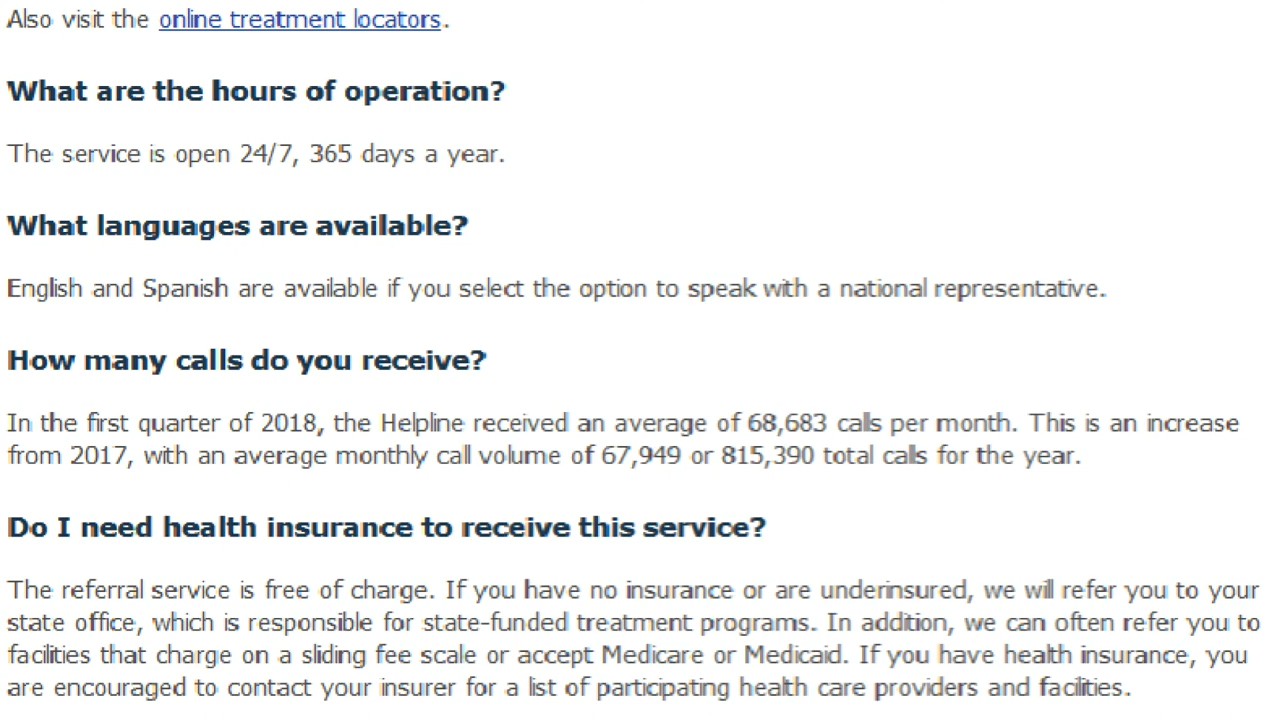 Also visit the online treatment locators.
What are the hours of operation?
The service is open 24/7, 365 days a year.
What languages are available?
English and Spanish are available if you select the option to speak with a national representative.
How many calls do you receive?
In the first quarter of 2018, the Helpline received an average of 68,683 calls per month. This is an increase
from 2017, with an average monthly call volume of 67,949 or 815,390 total calls for the year.
Do I need health insurance to receive this service?
The referral service is free of charge. If you have no insurance or are underinsured, we will refer you to your
state office, which is responsible for state-funded treatment programs. In addition, we can often refer you to
facilities that charge on a sliding fee scale or accept Medicare or Medicaid. If you have health insurance, you
are encouraged to contact your insurer for a list of participating health care providers and facilities.